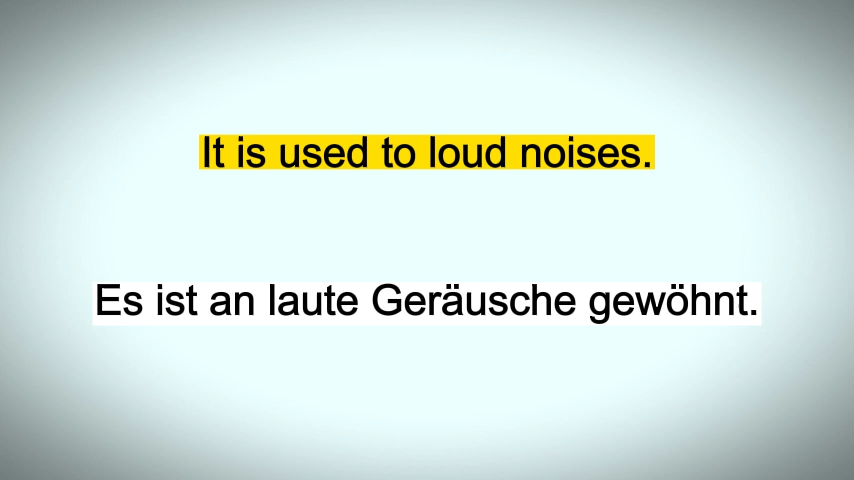 It is used to loud noises.
Es ist an laute Geräusche gewöhnt.